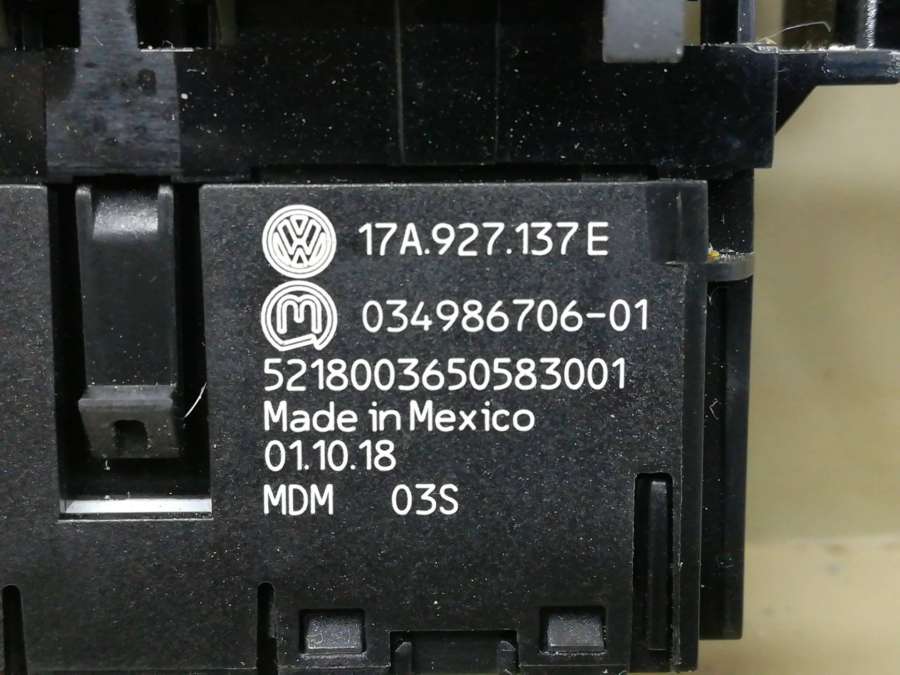 17A.927.137 E
034986706-01
5218003650583001
Made in Mexico
01.10.18
MDM 03S